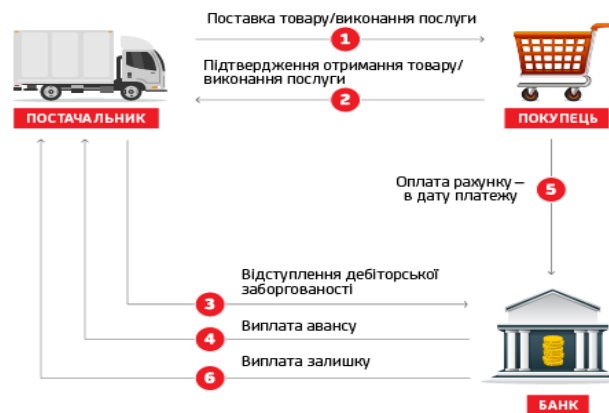 Поставка товару/виконання послуги
1
Підтвердження отримання товару/
виконання послуги
2
ПОСТАЧАЛЬНИК
ПОКУПЕЦЬ
Оплата рахунку –
в дату платежу
5
Відступлення дебіторської
заборгованості
3
Виплата авансу
4
Виплата залишку
6
БАНК